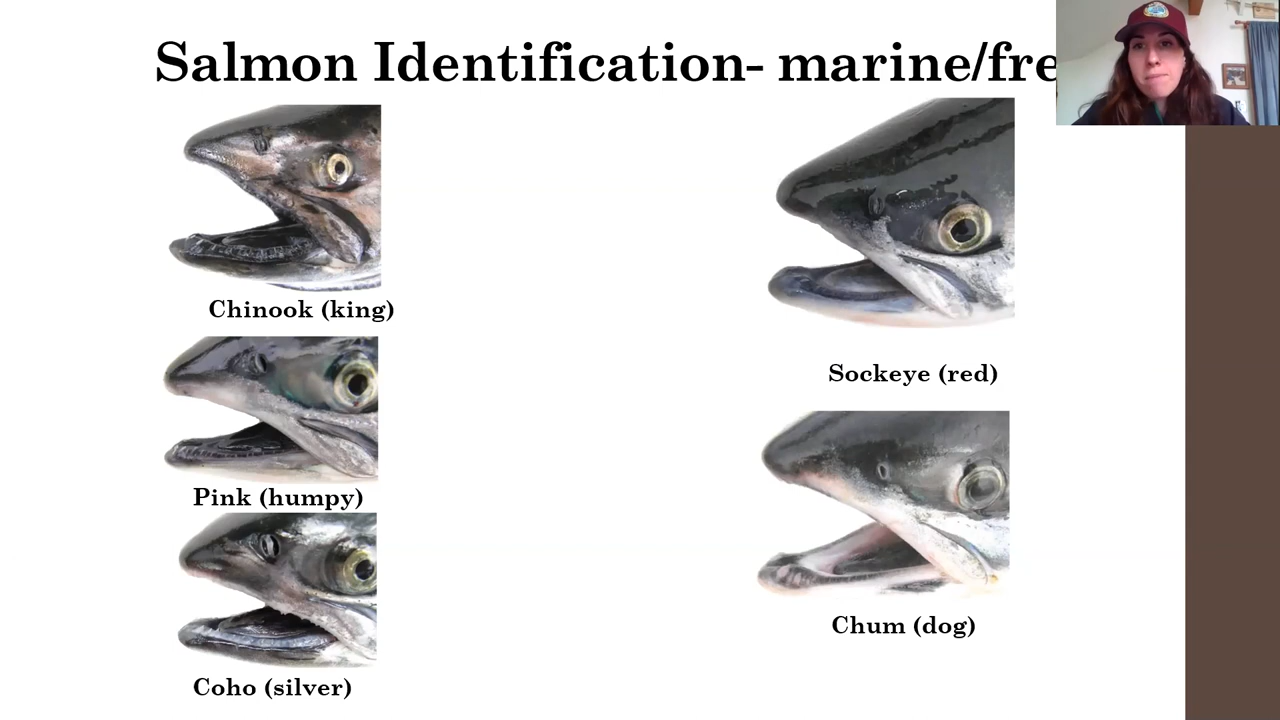 Salmon Identification- marine/fre
Chinook (king)
Sockeye (red)
Pink (humpy)
Chum (dog)
Coho (silver)